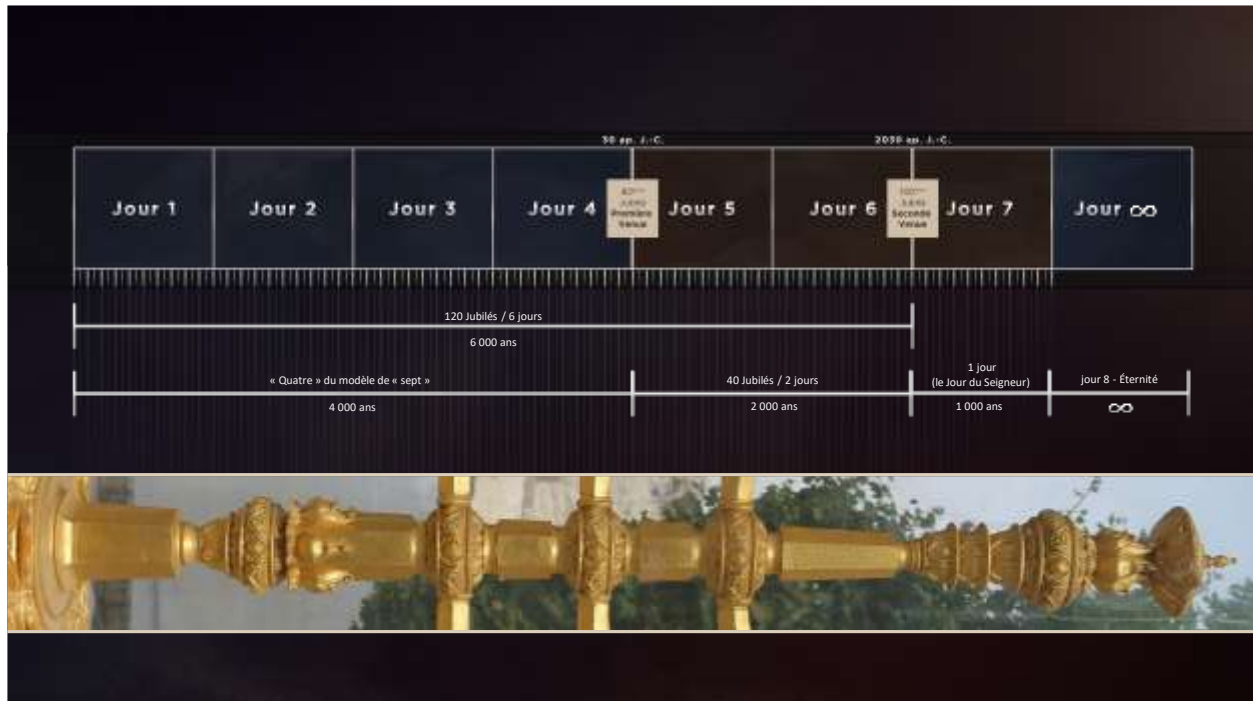 30 ap. J.-C.
2030 ap. J.-C.
Jour 1
Jour 2
Jour 3
Jour 4
Jubilé
Première
Venue
Jour 5
Jour 6
Jubilé
Seconde
Venue
Jour 7
Jour ∞
120 Jubilés / 6 jours
6 000 ans
« Quatre » du modèle de « sept »
4 000 ans
40 Jubilés / 2 jours
2 000 ans
1 jour
(le Jour du Seigneur)
1 000 ans
jour 8 - Éternité
∞